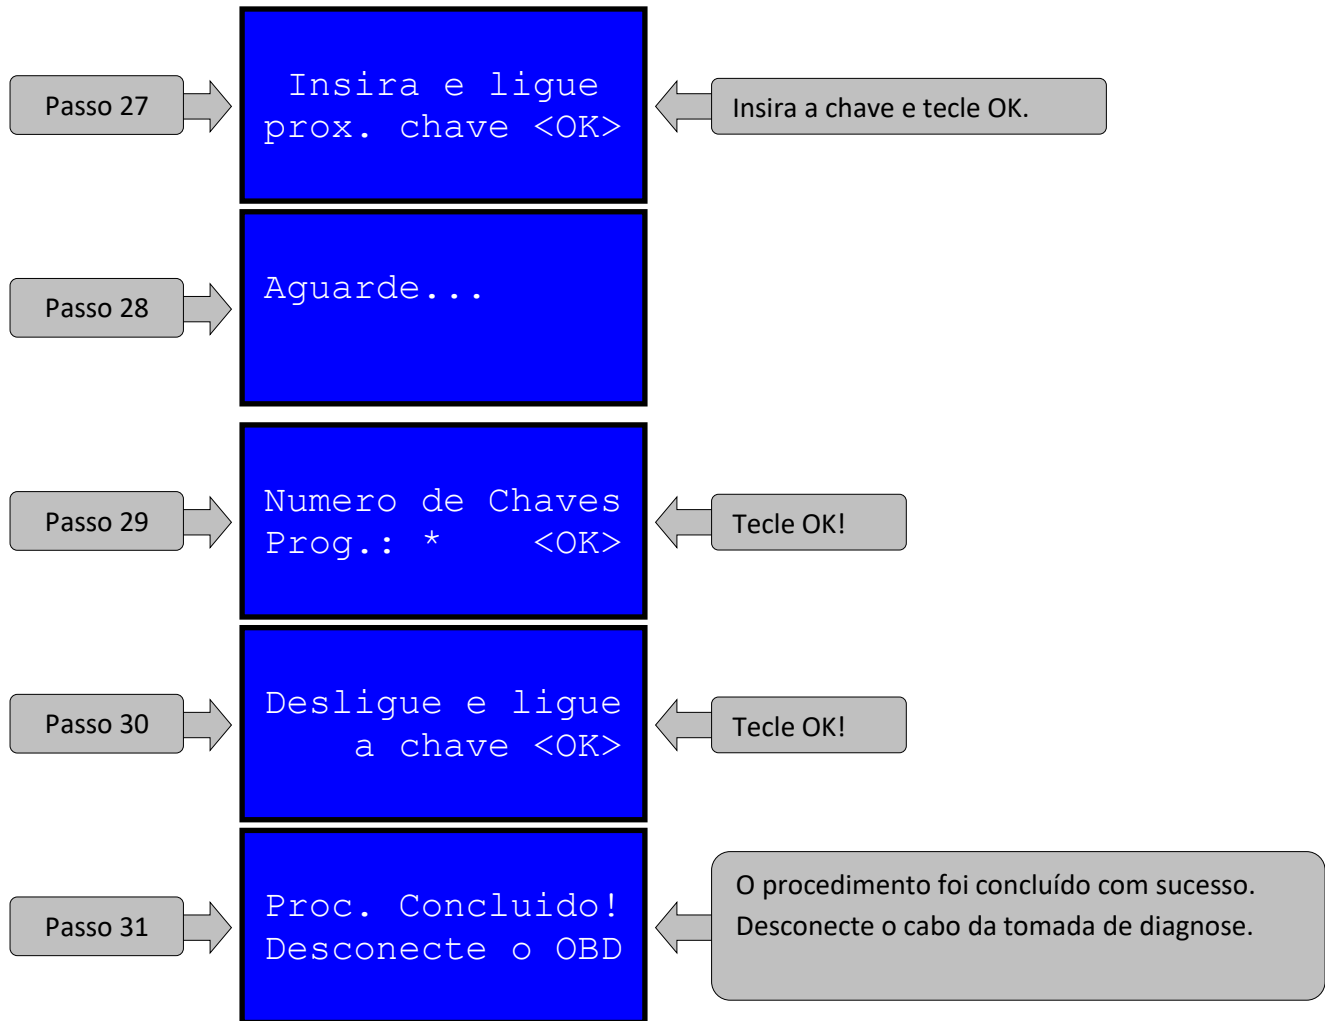 Passo 27
Insira e ligue
prox. chave <OK>
Insira a chave e tecle OK.
Passo 28
Aguarde...
Passo 29
Numero de Chaves
Prog.: * <OK>
Tecle OK!
Passo 30
Desligue e ligue
a chave <OK>
Tecle OK!
Passo 31
Proc. Concluido!
Desconecte o OBD
O procedimento foi concluído com sucesso.
Desconecte o cabo da tomada de diagnose.